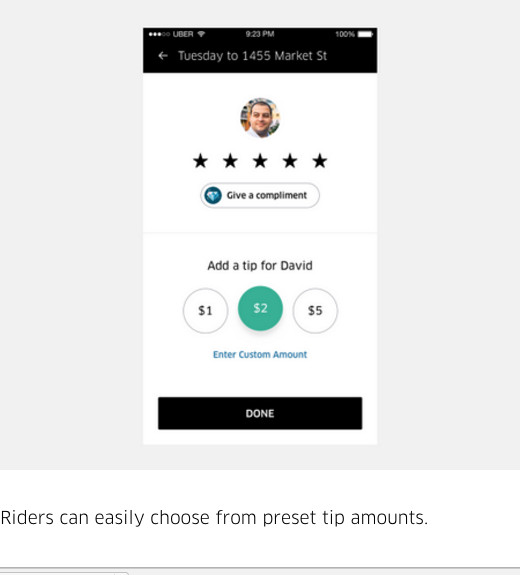 UBER 9:23 PM 100%
← Tuesday to 1455 Market St
Give a compliment
Add a tip for David
$1 $2 $5
Enter Custom Amount
DONE
Riders can easily choose from preset tip amounts.